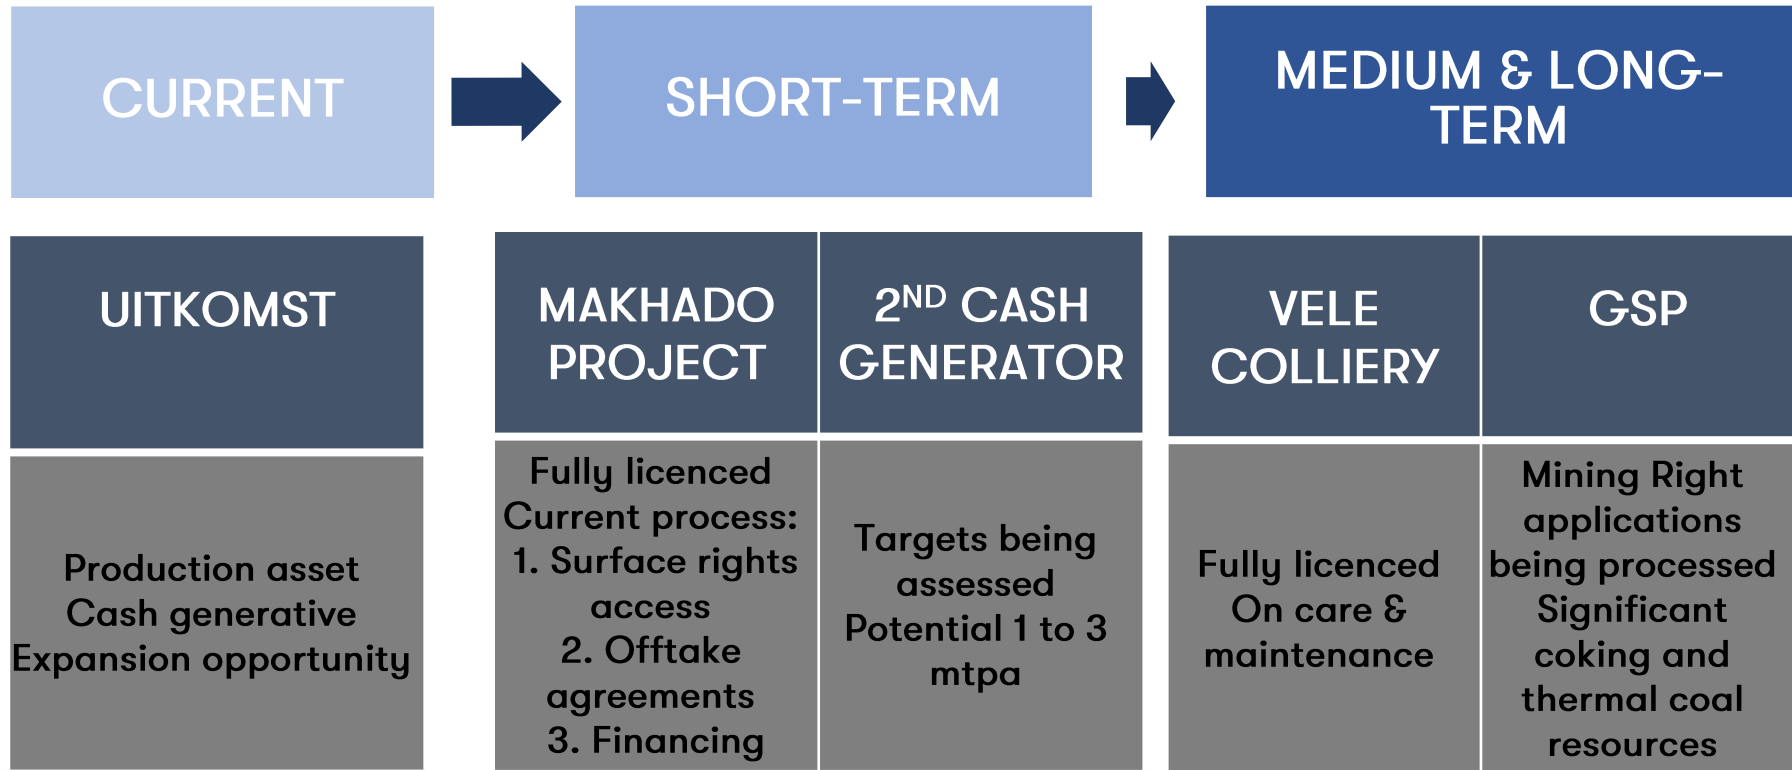 CURRENT
SHORT-TERM
MEDIUM & LONG-
TERM
UITKOMST
Production asset
Cash generative
Expansion opportunity
MAKHADO
PROJECT
Fully licenced
Current process:
1. Surface rights
access
2. Offtake
agreements
3. Financing
2ND CASH
GENERATOR
Targets being
assessed
Potential 1 to 3
mtpa
VELE
COLLIERY
Fully licenced
On care &
maintenance
GSP
Mining Right
applications
being processed
Significant
coking and
thermal coal
resources